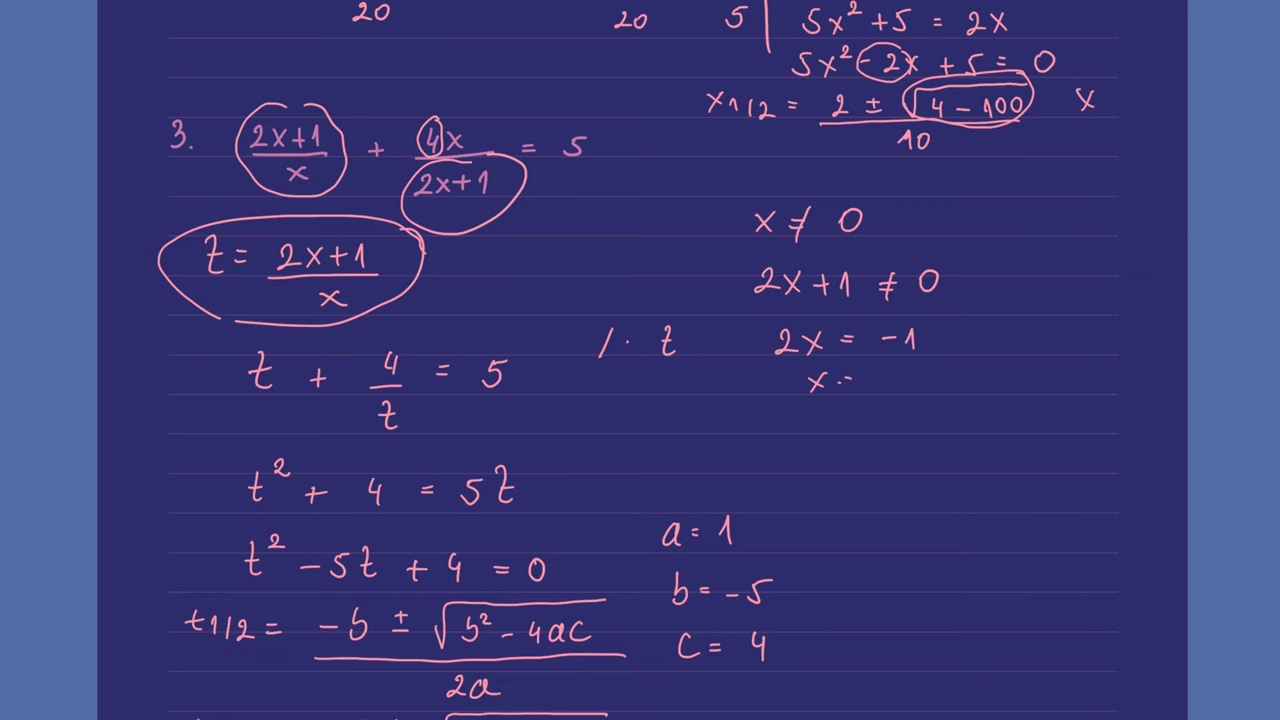 20
20
5 | 5x² + 5 = 2x
5x² - 2x + 5 = 0
x1/2 = (2 ± √(4 - 100))/10 x
3. (2x+1)/x + 4x/(2x+1) = 5
t = (2x+1)/x
x ≠ 0
2x + 1 ≠ 0
t + 4/t = 5 / · t
2x = -1
x =
t² + 4 = 5t
t² - 5t + 4 = 0
a = 1
b = -5
c = 4
t1/2 = (-b ± √(b² - 4ac))/2a